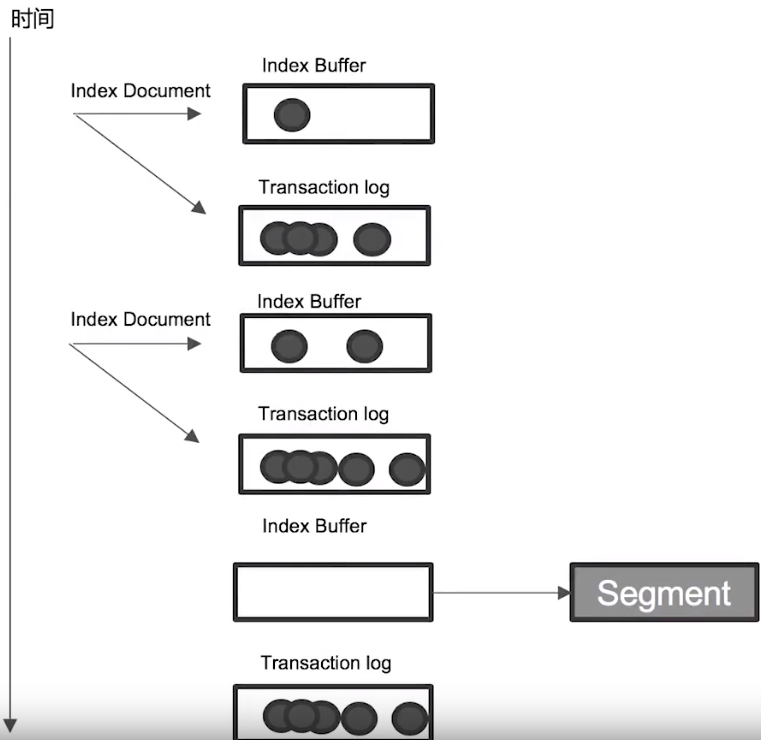 时间
Index Buffer
Index Document
Transaction log
Index Buffer
Index Document
Transaction log
Index Buffer
Segment
Transaction log